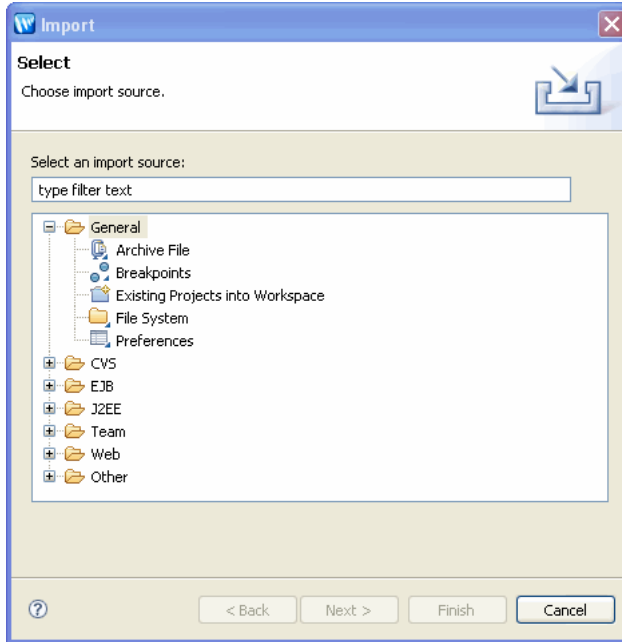 Import
Select
Choose import source.
Select an import source:
type filter text
General
Archive File
Breakpoints
Existing Projects into Workspace
File System
Preferences
CVS
EJB
J2EE
Team
Web
Other
< Back Next > Finish Cancel